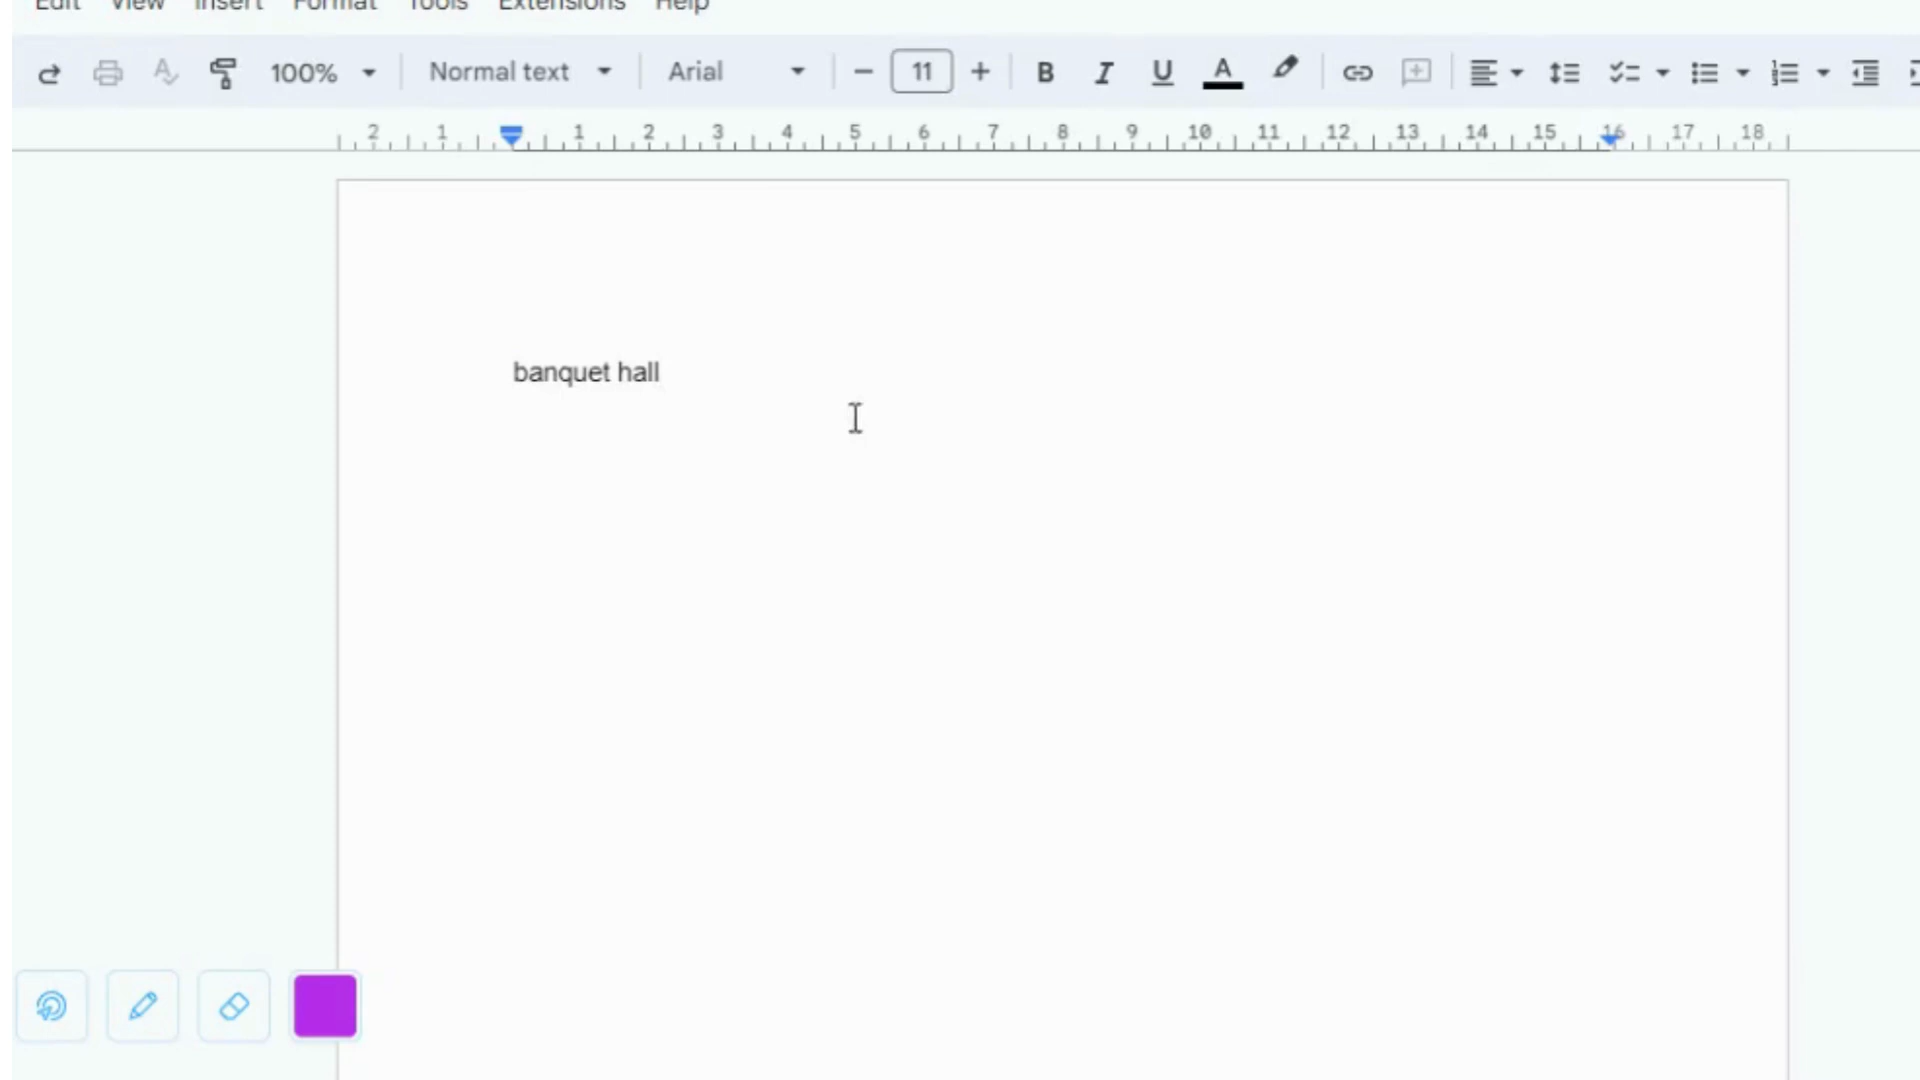 Edit View Insert Format Tools Extensions Help
100% Normal text Arial 11 B I U A
2 1 1 2 3 4 5 6 7 8 9 10 11 12 13 14 15 16 17 18
banquet hall